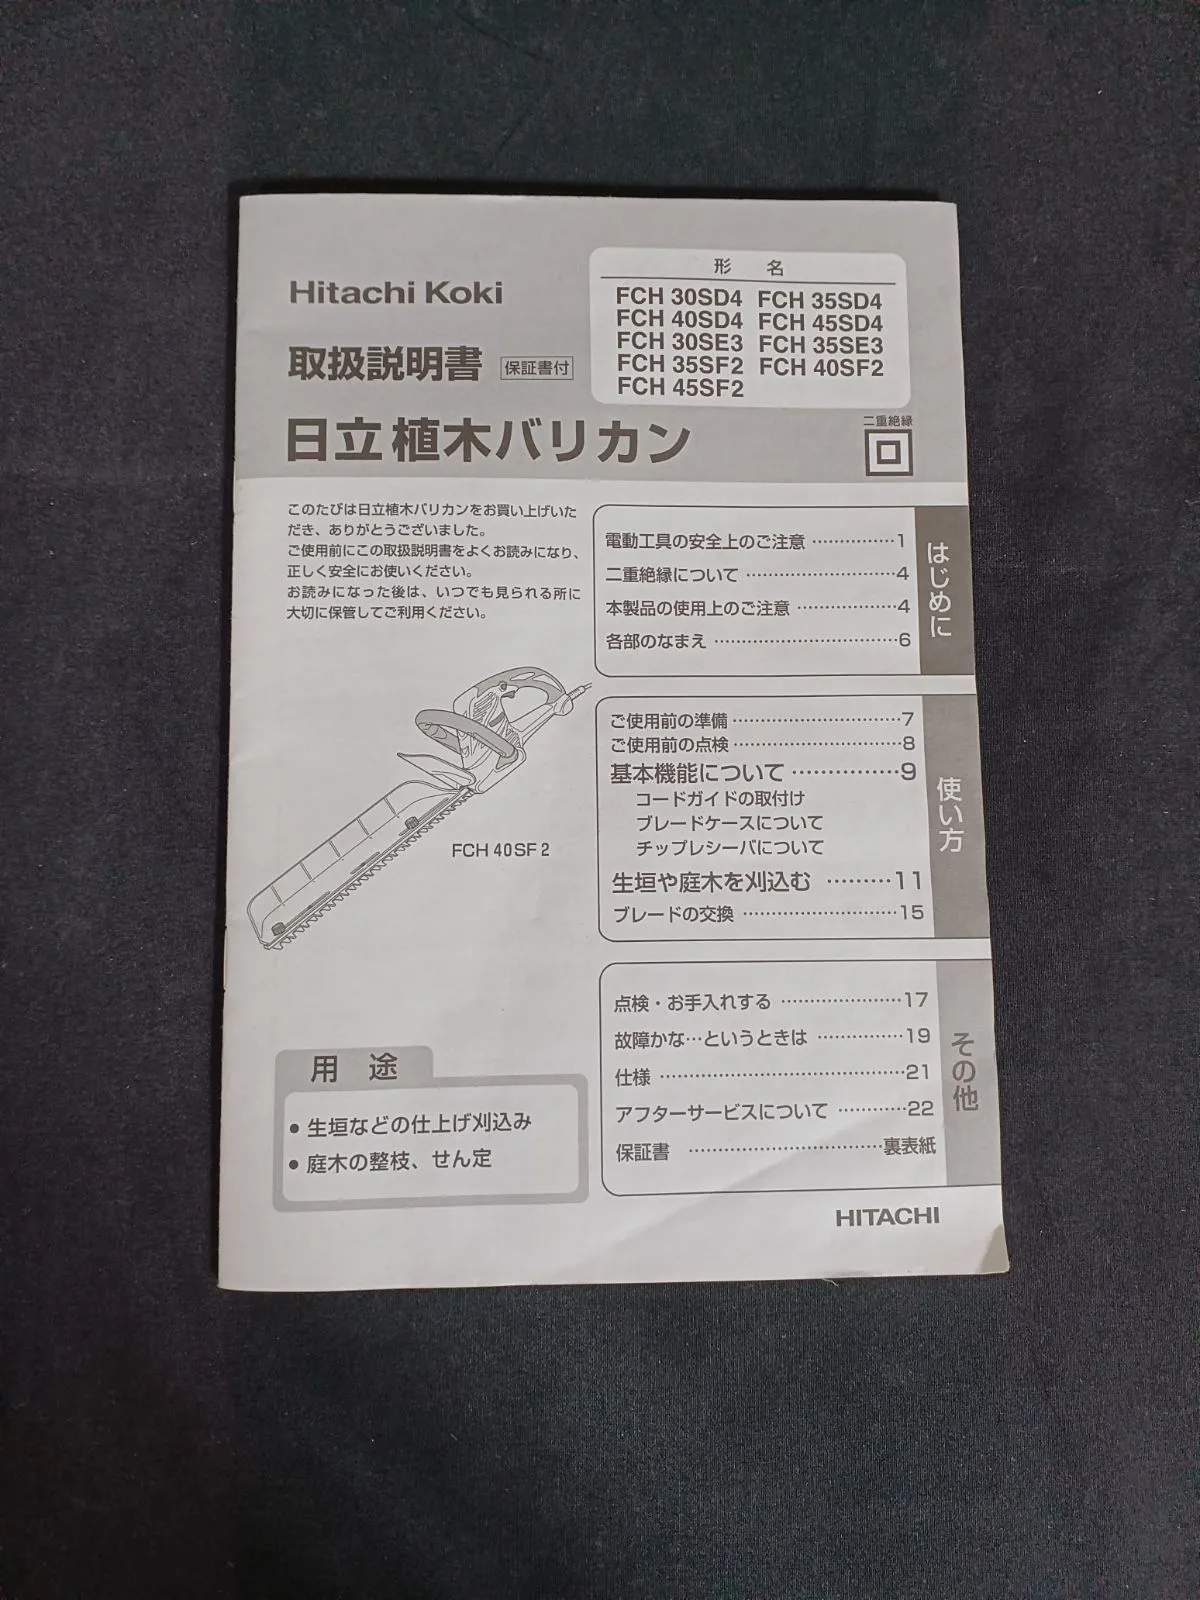 Hitachi Koki
取扱説明書 保証書付
日立植木バリカン
形 名
FCH 30SD4 FCH 35SD4
FCH 40SD4 FCH 45SD4
FCH 30SE3 FCH 35SE3
FCH 35SF2 FCH 40SF2
FCH 45SF2
二重絶縁
このたびは日立植木バリカンをお買い上げいた
だき、ありがとうございました。
ご使用前にこの取扱説明書をよくお読みになり、
正しく安全にお使いください。
お読みになった後は、いつでも見られる所に
大切に保管してご利用ください。
FCH 40SF2
用 途
● 生垣などの仕上げ刈込み
● 庭木の整枝、せん定
はじめに
電動工具の安全上のご注意 ……………1
二重絶縁について ……………………4
本製品の使用上のご注意 ………………4
各部のなまえ ……………………………6
使い方
ご使用前の準備 …………………………7
ご使用前の点検 …………………………8
基本機能について ……………9
コードガイドの取付け
ブレードケースについて
チップレシーバについて
生垣や庭木を刈込む ………11
ブレードの交換 ………………………15
その他
点検・お手入れする …………………17
故障かな…というときは ……………19
仕様 ……………………………………21
アフターサービスについて …………22
保証書 ……………………………裏表紙
HITACHI